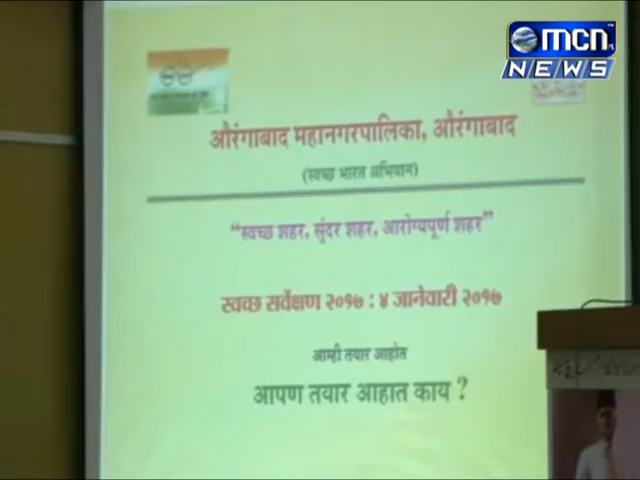 mcn
NEWS
औरंगाबाद महानगरपालिका, औरंगाबाद
(स्वच्छ भारत अभियान)
“स्वच्छ शहर, सुंदर शहर, आरोग्यपूर्ण शहर”
स्वच्छ सर्वेक्षण २०१७ : ४ जानेवारी २०१७
आम्ही तयार आहोत
आपण तयार आहात काय ?